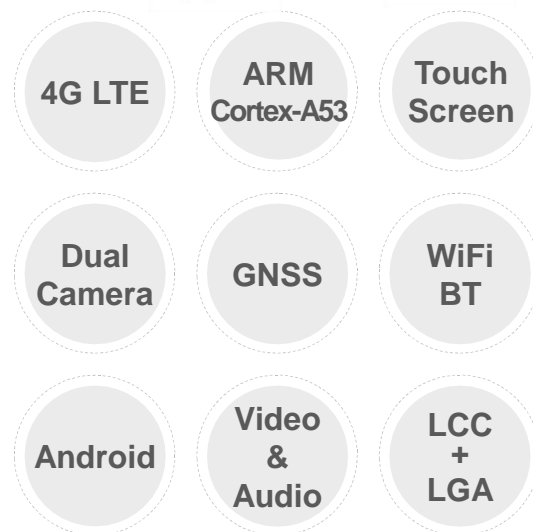 4G LTE
ARM
Cortex-A53
Touch
Screen
Dual
Camera
GNSS
WiFi
BT
Android
Video
&
Audio
LCC
+
LGA